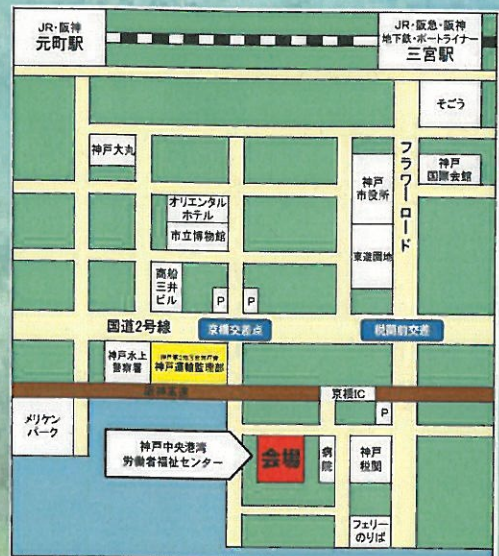 JR・阪神
元町駅
JR・阪急・阪神
地下鉄・ポートライナー
三宮駅
そごう
神戸大丸
フラワーロード
神戸
市役所
神戸
国際会館
オリエンタル
ホテル
市立博物館
東遊園地
商船
三井
ビル
P
P
国道2号線
京橋交差点
税関前交差
神戸水上
警察署
神戸運輸監理部
阪神高速
京橋IC
P
メリケン
パーク
神戸中央港湾
労働者福祉センター
会場
病院
神戸
税関
フェリー
のりば